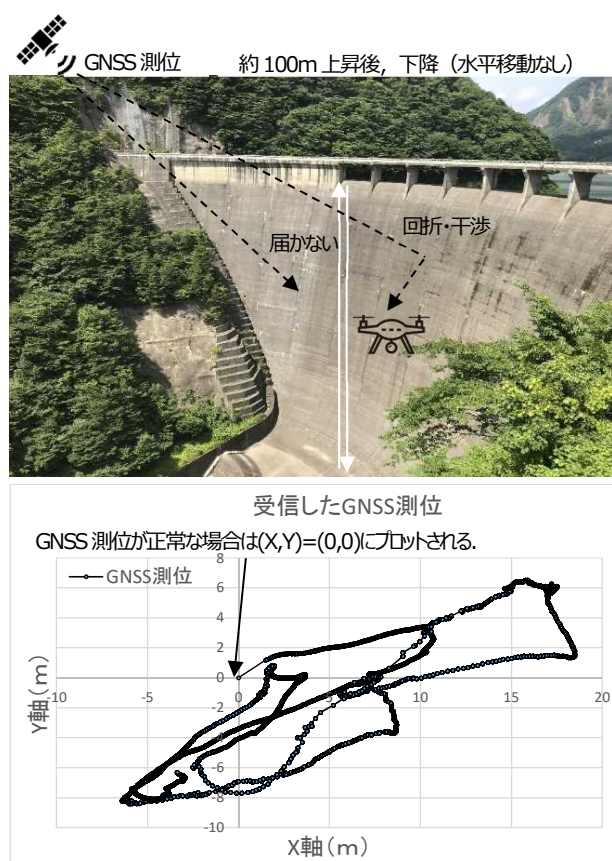 GNSS 測位 約 100m 上昇後，下降（水平移動なし）
届かない
回折・干渉
受信したGNSS測位
GNSS 測位が正常な場合は(X,Y)=(0,0)にプロットされる.
GNSS測位
8
6
4
2
0
-2
-4
-6
-8
-10
-10 -5 0 5 10 15 20
Y軸(m)
X軸(m)